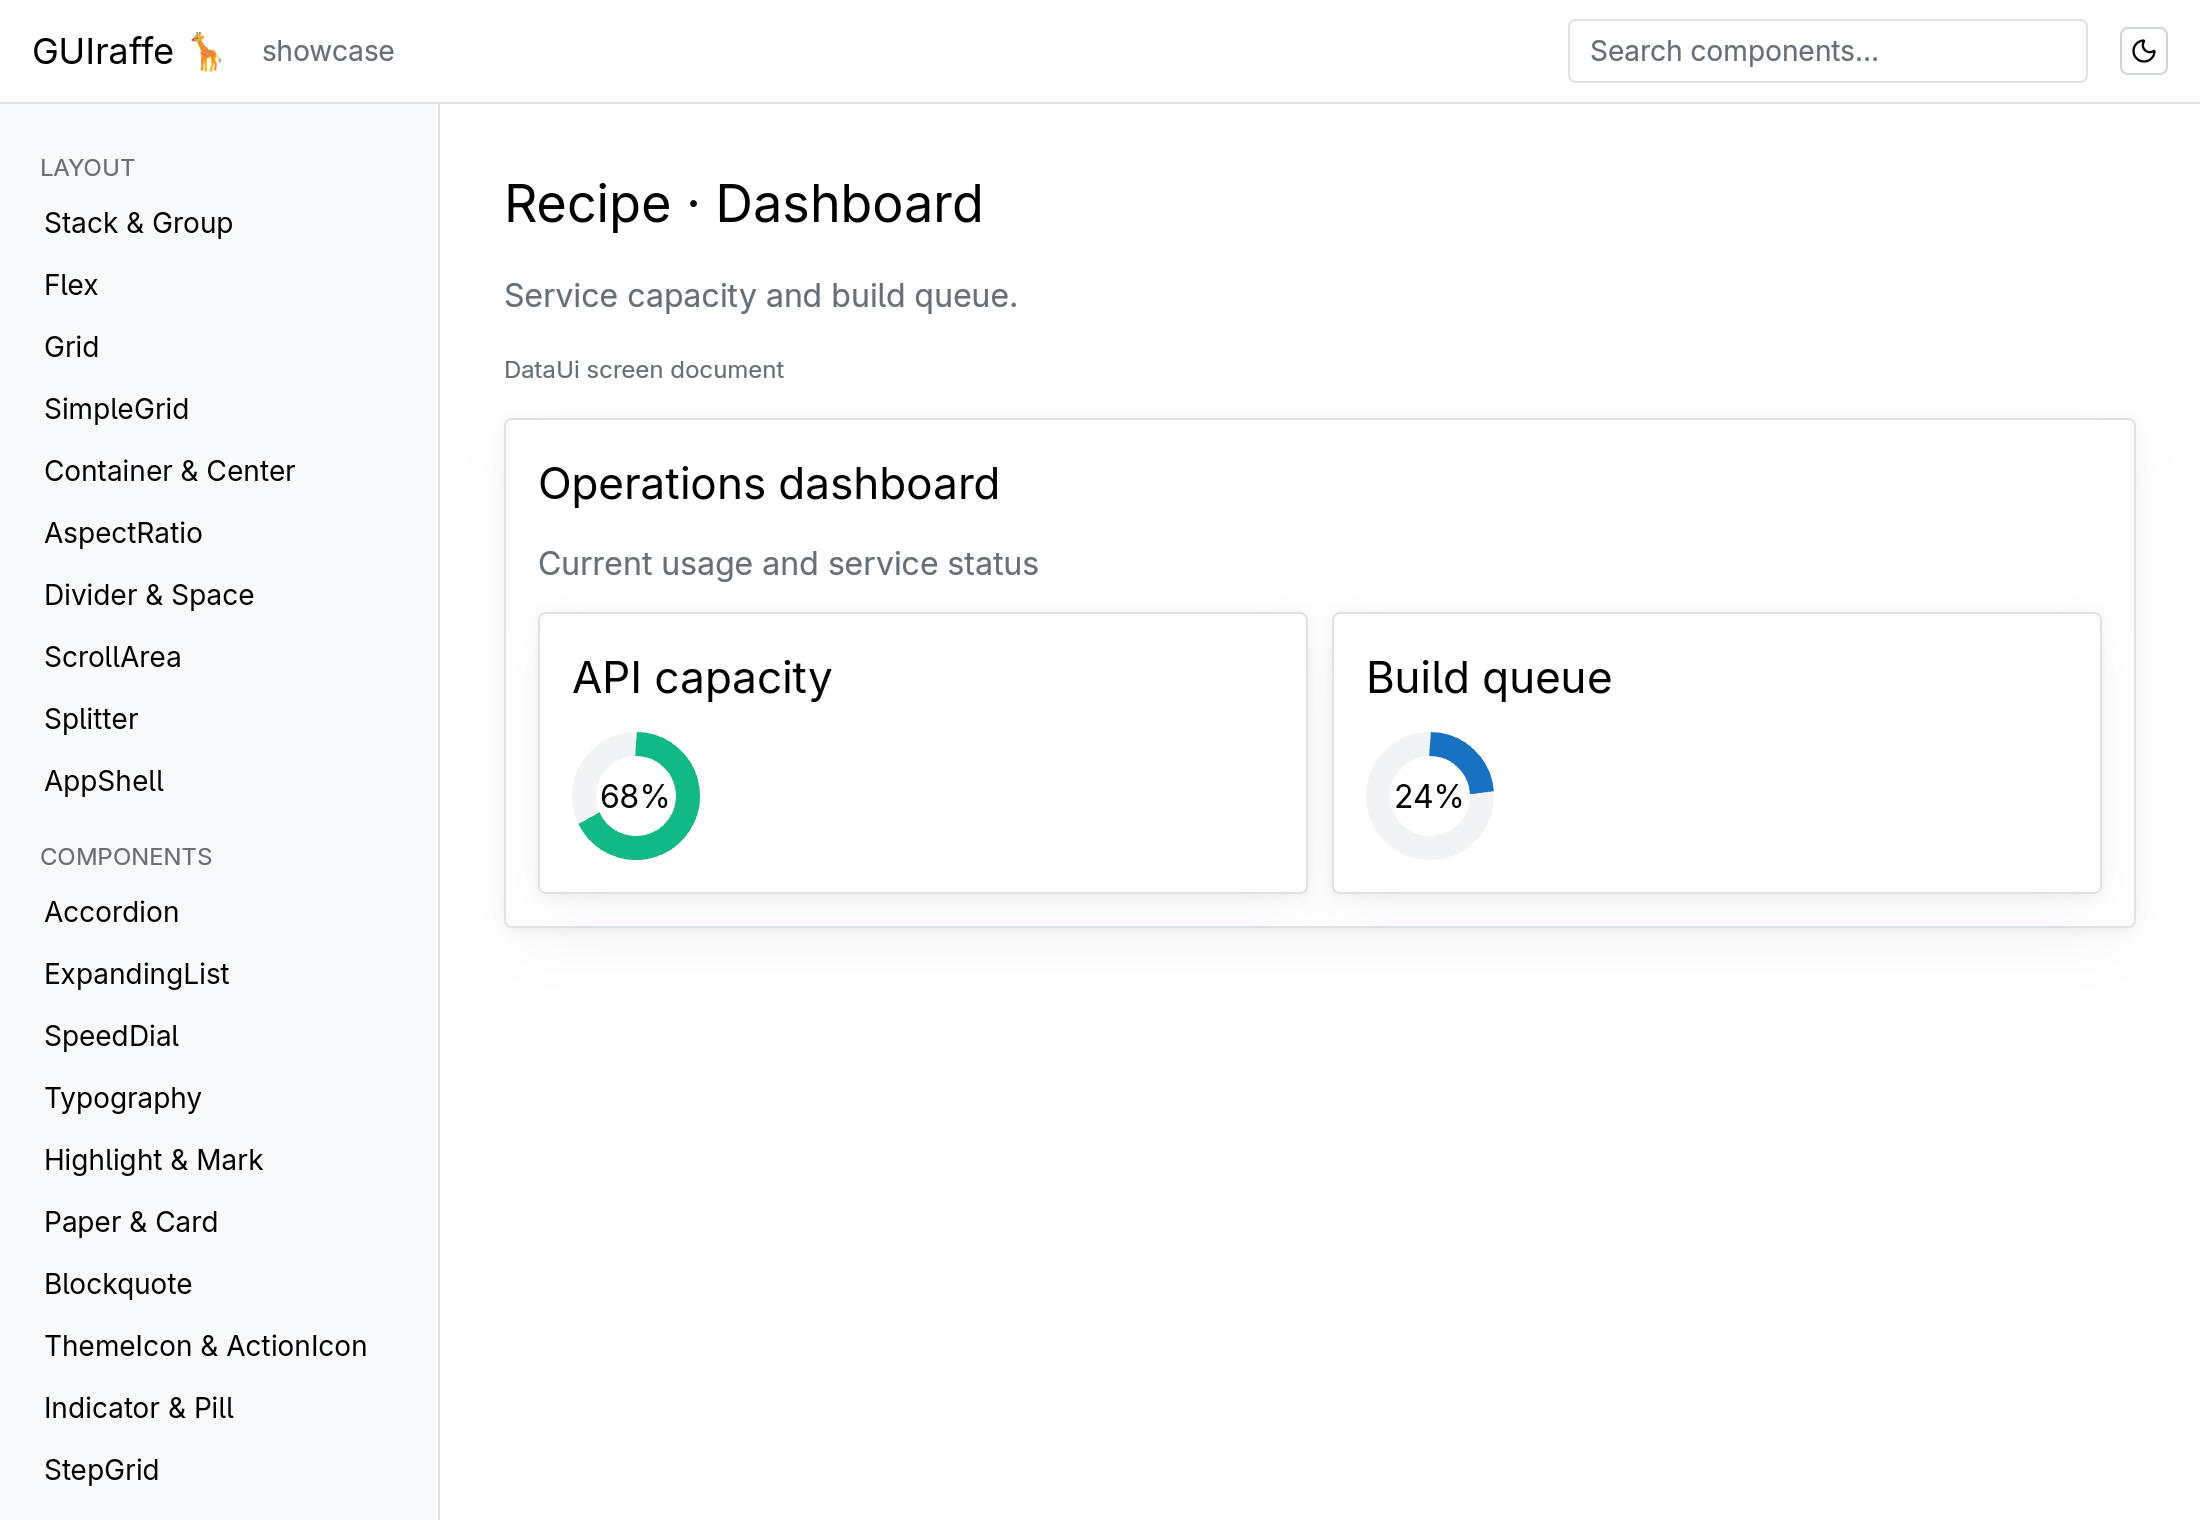 GUIraffe 🦒 showcase Search components...
LAYOUT
Stack & Group
Flex
Grid
SimpleGrid
Container & Center
AspectRatio
Divider & Space
ScrollArea
Splitter
AppShell
COMPONENTS
Accordion
ExpandingList
SpeedDial
Typography
Highlight & Mark
Paper & Card
Blockquote
ThemeIcon & ActionIcon
Indicator & Pill
StepGrid
Recipe · Dashboard
Service capacity and build queue.
DataUi screen document
Operations dashboard
Current usage and service status
API capacity
68%
Build queue
24%